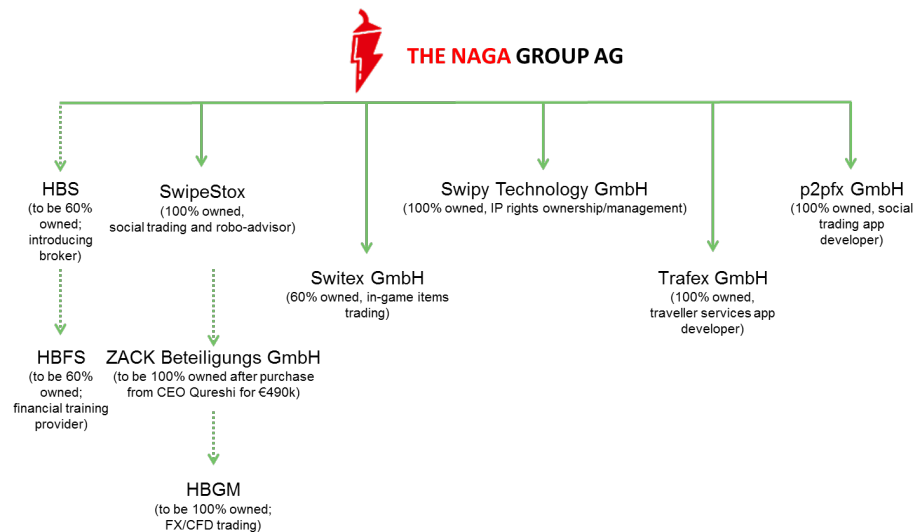 THE NAGA GROUP AG
HBS
(to be 60%
owned;
introducing
broker)
SwipeStox
(100% owned,
social trading and robo-advisor)
Switex GmbH
(60% owned, in-game items
trading)
Swipy Technology GmbH
(100% owned, IP rights ownership/management)
Trafex GmbH
(100% owned,
traveller services app
developer)
p2pfx GmbH
(100% owned, social
trading app
developer)
HBFS
(to be 60%
owned;
financial training
provider)
ZACK Beteiligungs GmbH
(to be 100% owned after purchase
from CEO Qureshi for €490k)
HBGM
(to be 100% owned;
FX/CFD trading)